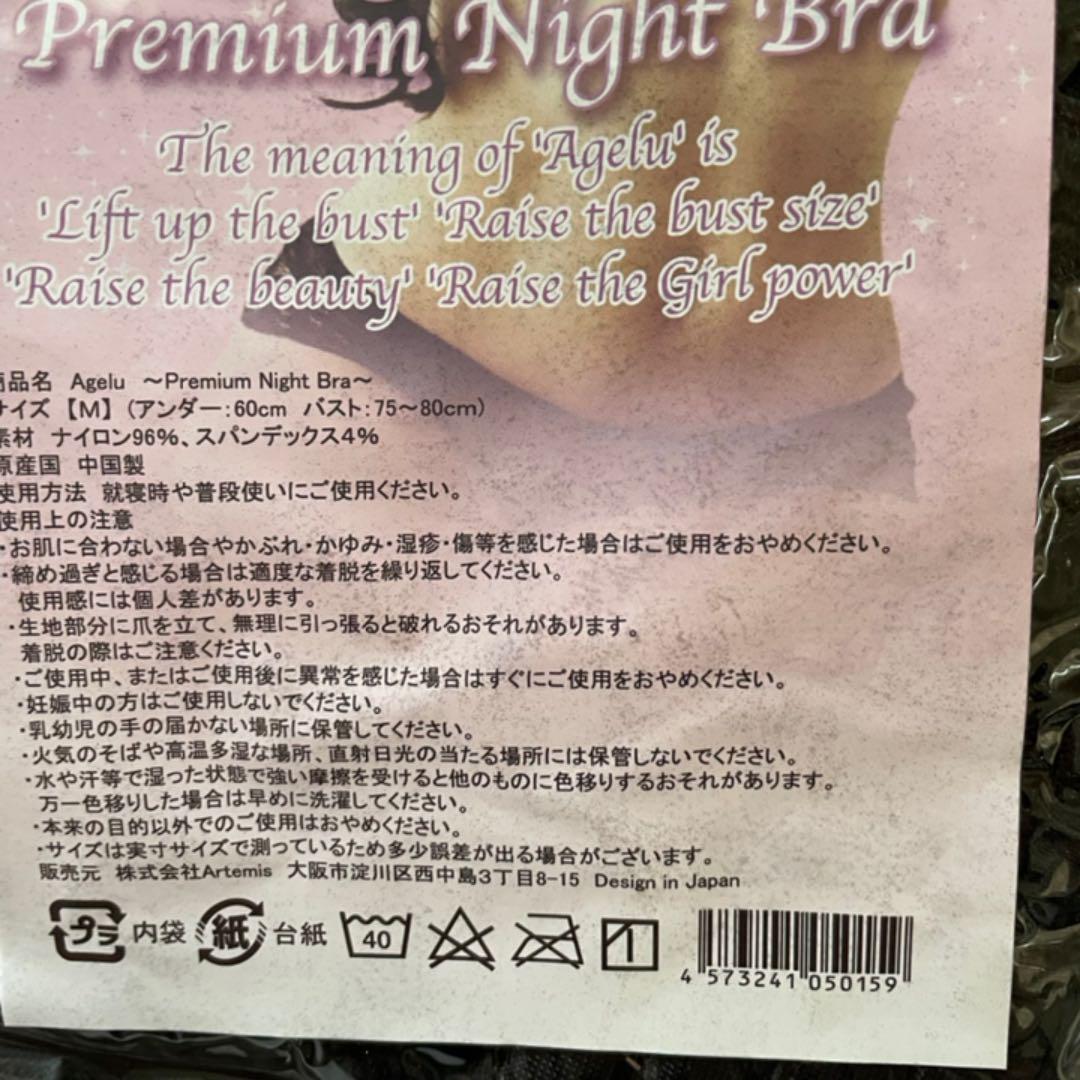 Premium Night Bra
The meaning of 'Agelu' is
'Lift up the bust' 'Raise the bust size'
'Raise the beauty' 'Raise the Girl power'
商品名 Agelu ～Premium Night Bra～
サイズ 【M】（アンダー：60cm バスト：75～80cm）
素材 ナイロン96%、スパンデックス4%
原産国 中国製
使用方法 就寝時や普段使いにご使用ください。
使用上の注意
・お肌に合わない場合やかぶれ・かゆみ・湿疹・傷等を感じた場合はご使用をおやめください。
・締め過ぎと感じる場合は適度な着脱を繰り返してください。
使用感には個人差があります。
・生地部分に爪を立て、無理に引っ張ると破れるおそれがあります。
着脱の際はご注意ください。
・ご使用中、またはご使用後に異常を感じた場合はすぐにご使用をおやめください。
・妊娠中の方はご使用しないでください。
・乳幼児の手の届かない場所に保管してください。
・火気のそばや高温多湿な場所、直射日光の当たる場所には保管しないでください。
・水や汗等で湿った状態で強い摩擦を受けると他のものに色移りするおそれがあります。
万一色移りした場合は早めに洗濯してください。
・本来の目的以外でのご使用はおやめください。
・サイズは実寸サイズで測っているため多少誤差が出る場合がございます。
販売元 株式会社Artemis 大阪市淀川区西中島3丁目8-15 Design in Japan
プラ 内袋 紙 台紙 40
4 573241 050159